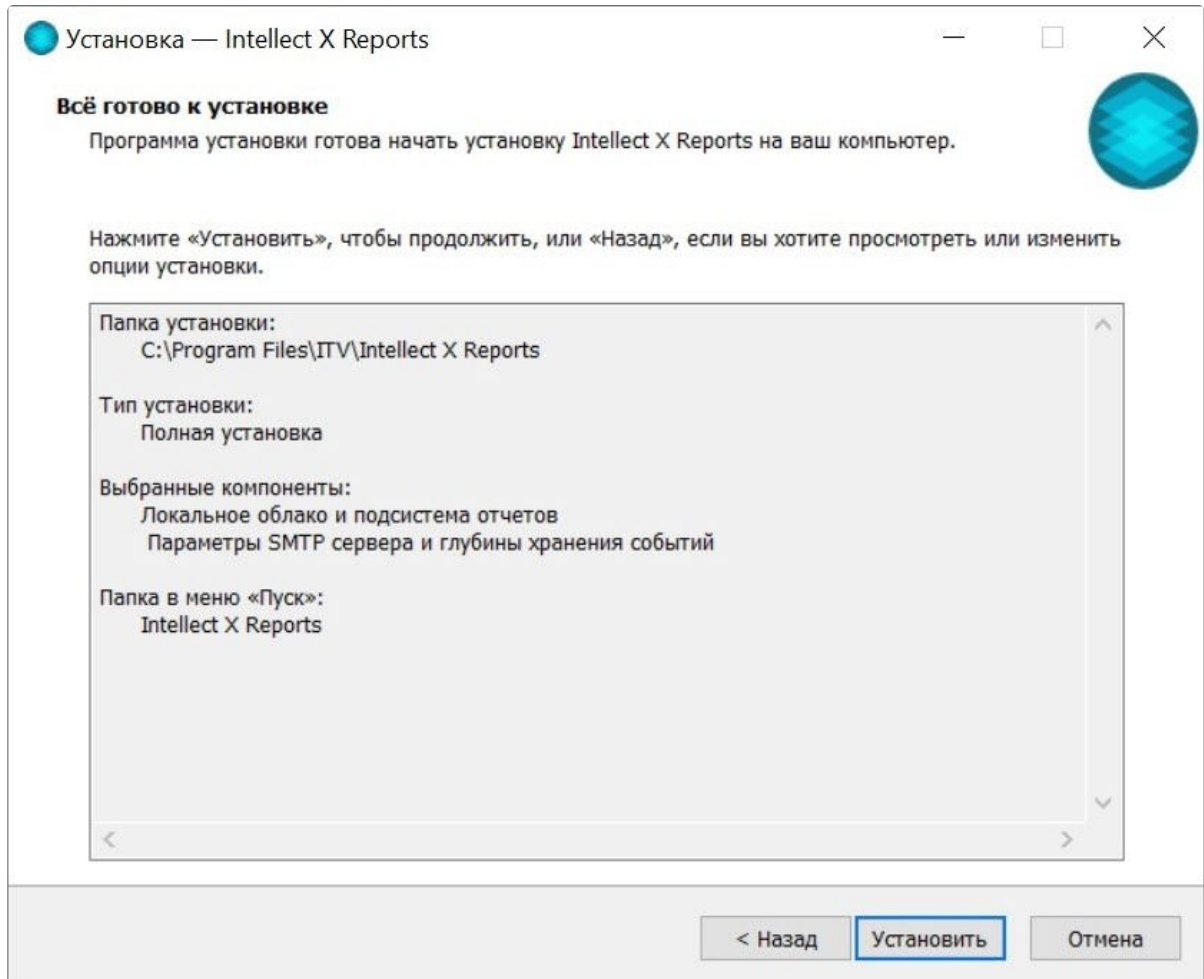 Установка — Intellect X Reports
Всё готово к установке
Программа установки готова начать установку Intellect X Reports на ваш компьютер.
Нажмите «Установить», чтобы продолжить, или «Назад», если вы хотите просмотреть или изменить
опции установки.
Папка установки:
C:\Program Files\ITV\Intellect X Reports
Тип установки:
Полная установка
Выбранные компоненты:
Локальное облако и подсистема отчетов
Параметры SMTP сервера и глубины хранения событий
Папка в меню «Пуск»:
Intellect X Reports
< Назад
Установить
Отмена